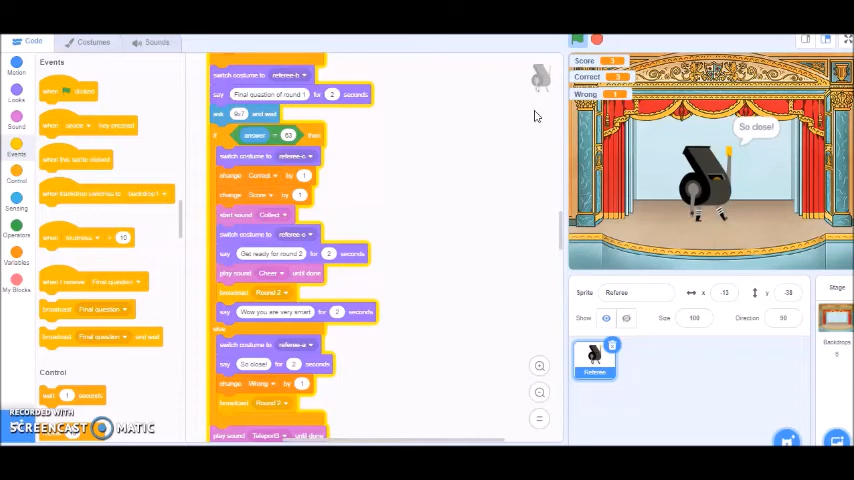 Code
Costumes
Sounds
Motion
Looks
Sound
Events
Control
Sensing
Operators
Variables
My Blocks
Events
when clicked
when space key pressed
when this sprite clicked
when backdrop switches to backdrop1
when loudness > 10
when I receive Final question
broadcast Final question
broadcast Final question and wait
Control
wait 1 seconds
RECORDED WITH
SCREENCAST MATIC
switch costume to referee-b
say Final question of round 1 for 2 seconds
ask 9x7 and wait
if answer = 63 then
switch costume to referee-c
change Correct by 1
change Score by 1
start sound Collect
switch costume to referee-c
say Get ready for round 2 for 2 seconds
play sound Cheer until done
broadcast Round 2
say Wow you are very smart for 2 seconds
else
switch costume to referee-a
say So close! for 2 seconds
change Wrong by 1
broadcast Round 2
play sound Teleport3 until done
Score 3
Correct 3
Wrong 1
So close!
Sprite Referee x -13 y -38
Show Size 100 Direction 90
Referee
Stage
Backdrops